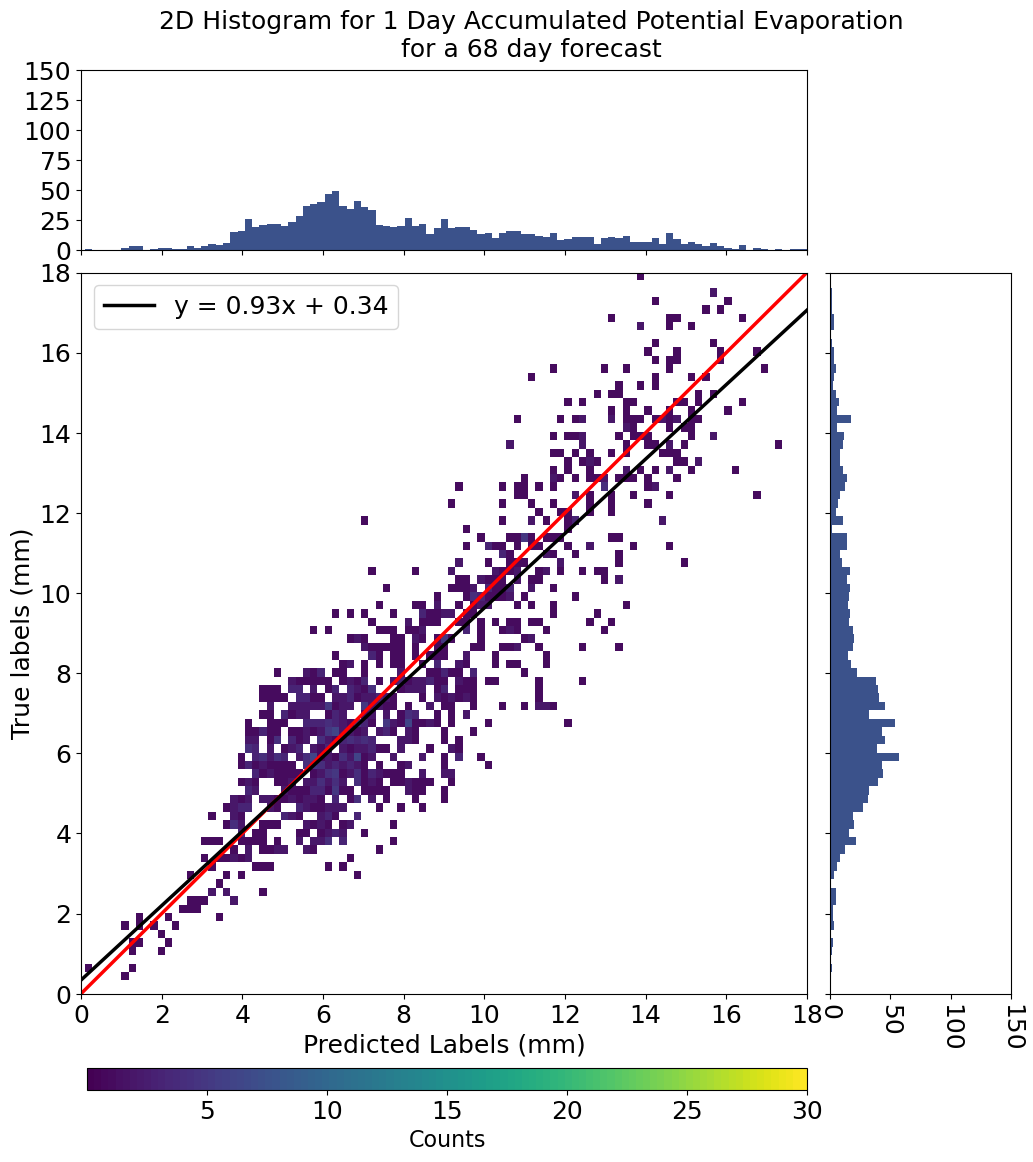 2D Histogram for 1 Day Accumulated Potential Evaporation
for a 68 day forecast
150
125
100
75
50
25
0
18
16
14
12
10
8
6
4
2
0
True labels (mm)
y = 0.93x + 0.34
0 2 4 6 8 10 12 14 16 18
Predicted Labels (mm)
0 50 100 150
5 10 15 20 25 30
Counts